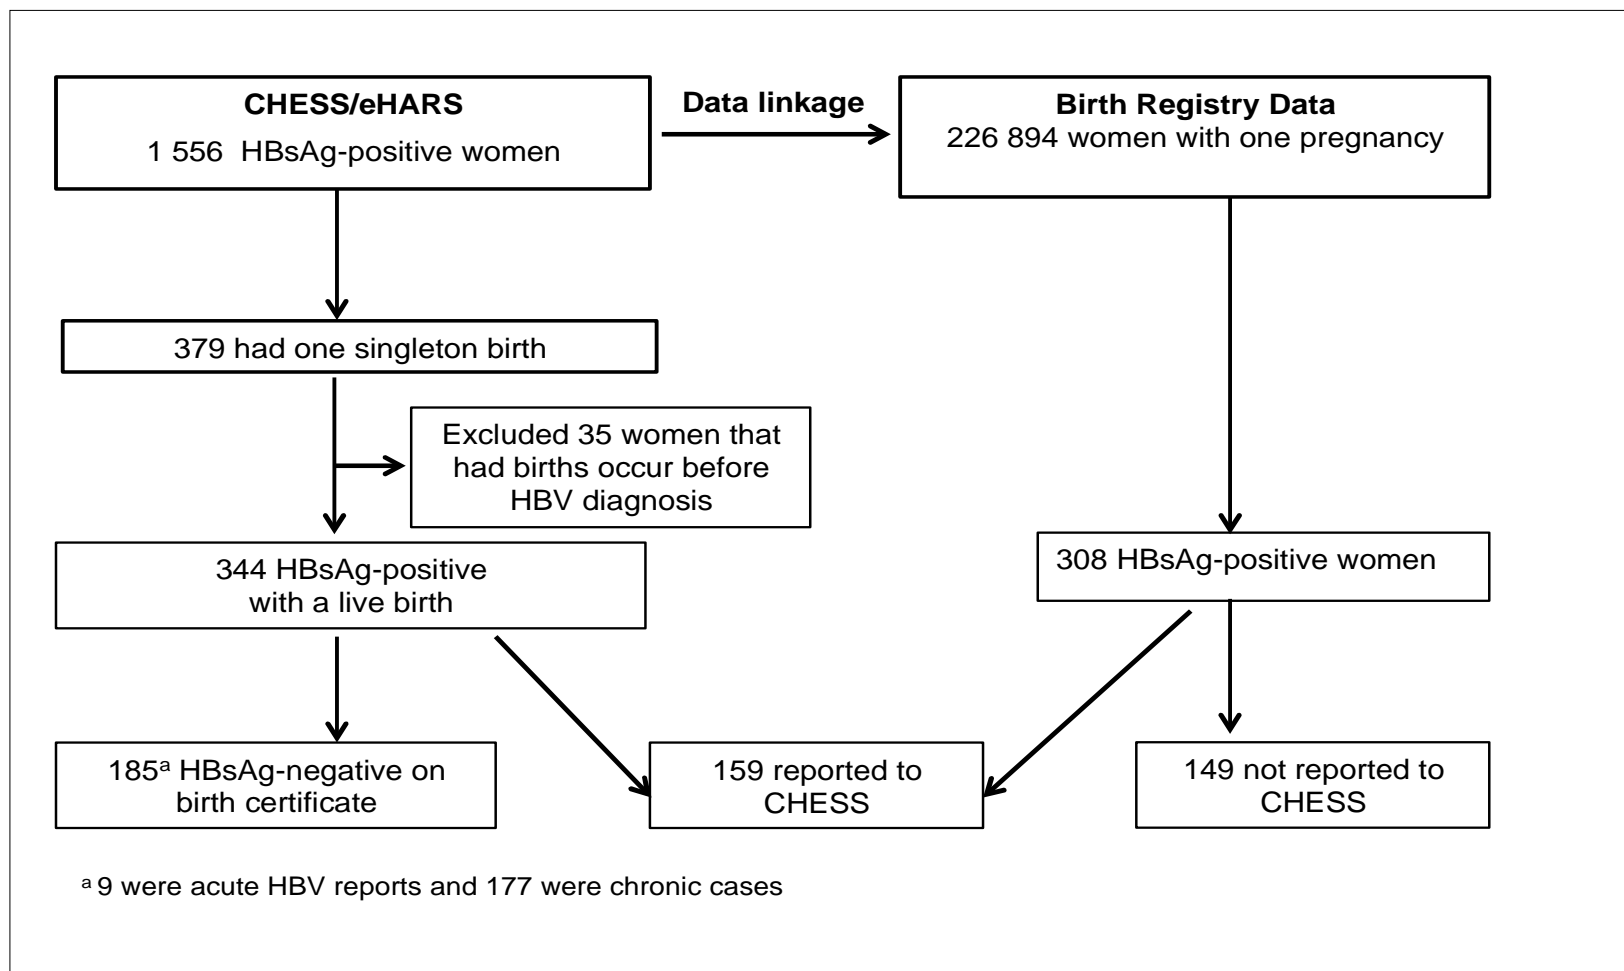 CHESS/eHARS
1 556 HBsAg-positive women
Data linkage
Birth Registry Data
226 894 women with one pregnancy
379 had one singleton birth
Excluded 35 women that
had births occur before
HBV diagnosis
344 HBsAg-positive
with a live birth
308 HBsAg-positive women
185ᵃ HBsAg-negative on
birth certificate
159 reported to
CHESS
149 not reported to
CHESS
ᵃ 9 were acute HBV reports and 177 were chronic cases